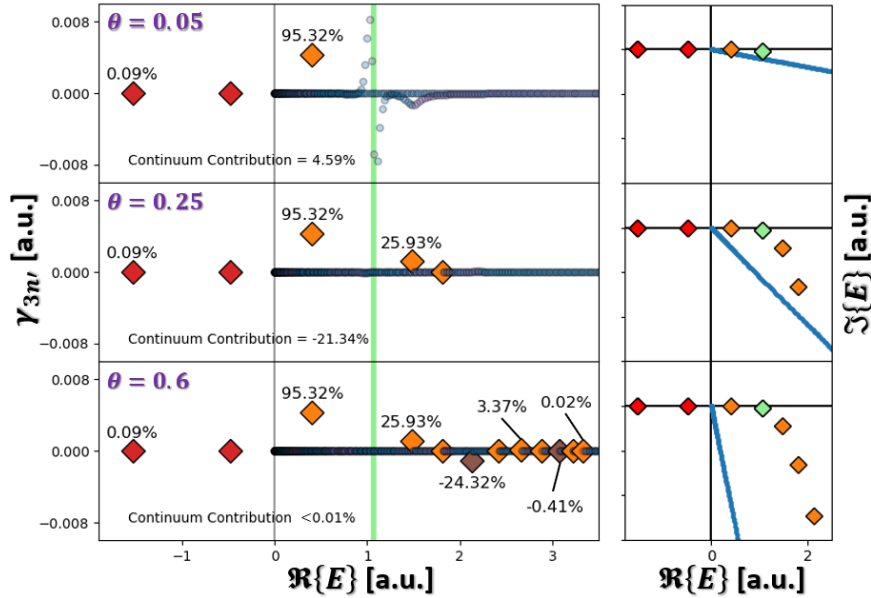 θ = 0.05
0.008
95.32%
0.09%
0.000
−0.008
Continuum Contribution = 4.59%
θ = 0.25
0.008
95.32%
0.09%
25.93%
0.000
−0.008
Continuum Contribution = -21.34%
θ = 0.6
0.008
95.32%
0.09%
25.93%
3.37%
0.02%
0.000
-24.32%
-0.41%
−0.008
Continuum Contribution <0.01%
−1 0 1 2 3
0 2
γ₃ₙ′ [a.u.]
ℑ{E} [a.u.]
ℜ{E} [a.u.]
ℜ{E} [a.u.]